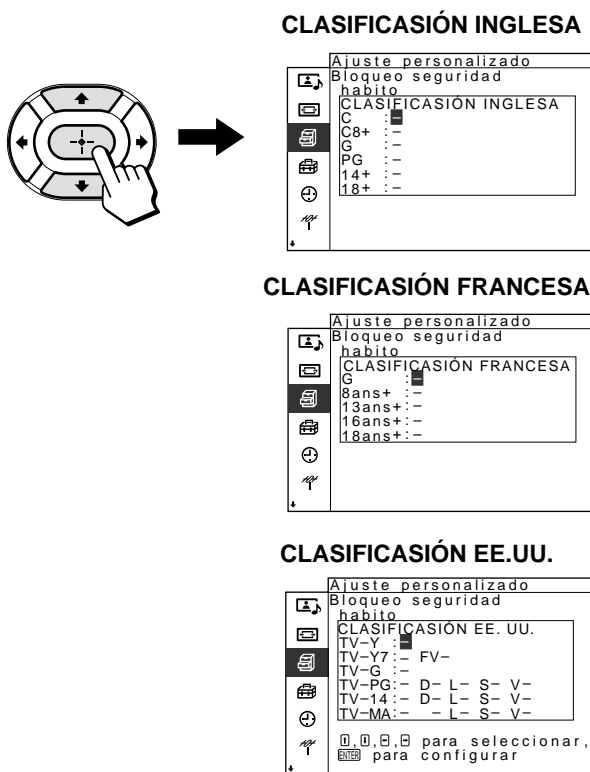 CLASIFICASIÓN INGLESA
Ajuste personalizado
Bloqueo seguridad
habito
CLASIFICASIÓN INGLESA
C :–
C8+ :–
G :–
PG :–
14+ :–
18+ :–
CLASIFICASIÓN FRANCESA
Ajuste personalizado
Bloqueo seguridad
habito
CLASIFICASIÓN FRANCESA
G :–
8ans+ :–
13ans+:–
16ans+:–
18ans+:–
CLASIFICASIÓN EE.UU.
Ajuste personalizado
Bloqueo seguridad
habito
CLASIFICASIÓN EE. UU.
TV–Y :–
TV–Y7:– FV–
TV–G :–
TV–PG:– D– L– S– V–
TV–14:– D– L– S– V–
TV–MA:– – L– S– V–
, , , para seleccionar,
ENTER para configurar